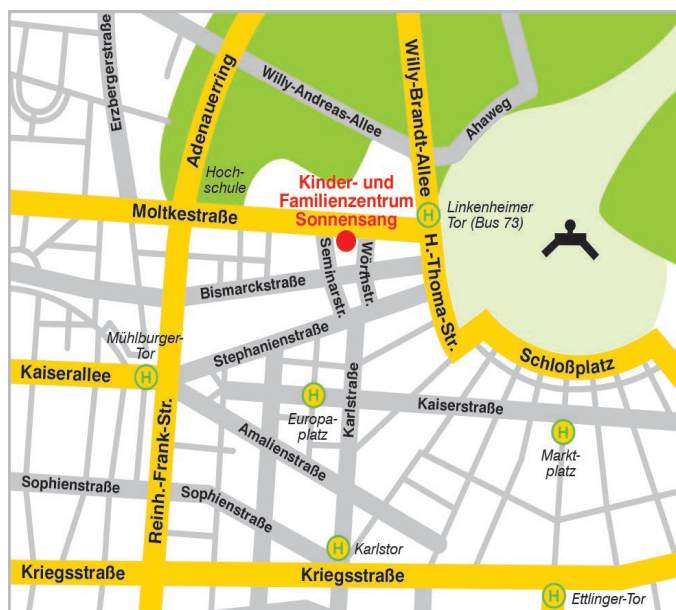 Erzbergerstraße
Adenauerring
Willy-Andreas-Allee
Willy-Brandt-Allee
Ahaweg
Hoch-
schule
Kinder- und
Familienzentrum
Sonnensang
Moltkestraße
H
Linkenheimer
Tor (Bus 73)
H.-Thoma-Str.
Seminarstr.
Wörthstr.
Bismarckstraße
Stephanienstraße
Mühlburger-
Tor
Kaiserallee
H
Schloßplatz
H
Europa-
platz
Karlstraße
Kaiserstraße
H
Markt-
platz
Reinh.-Frank-Str.
Amalienstraße
Sophienstraße
Sophienstraße
H
Karlstor
Kriegsstraße
Kriegsstraße
H
Ettlinger-Tor